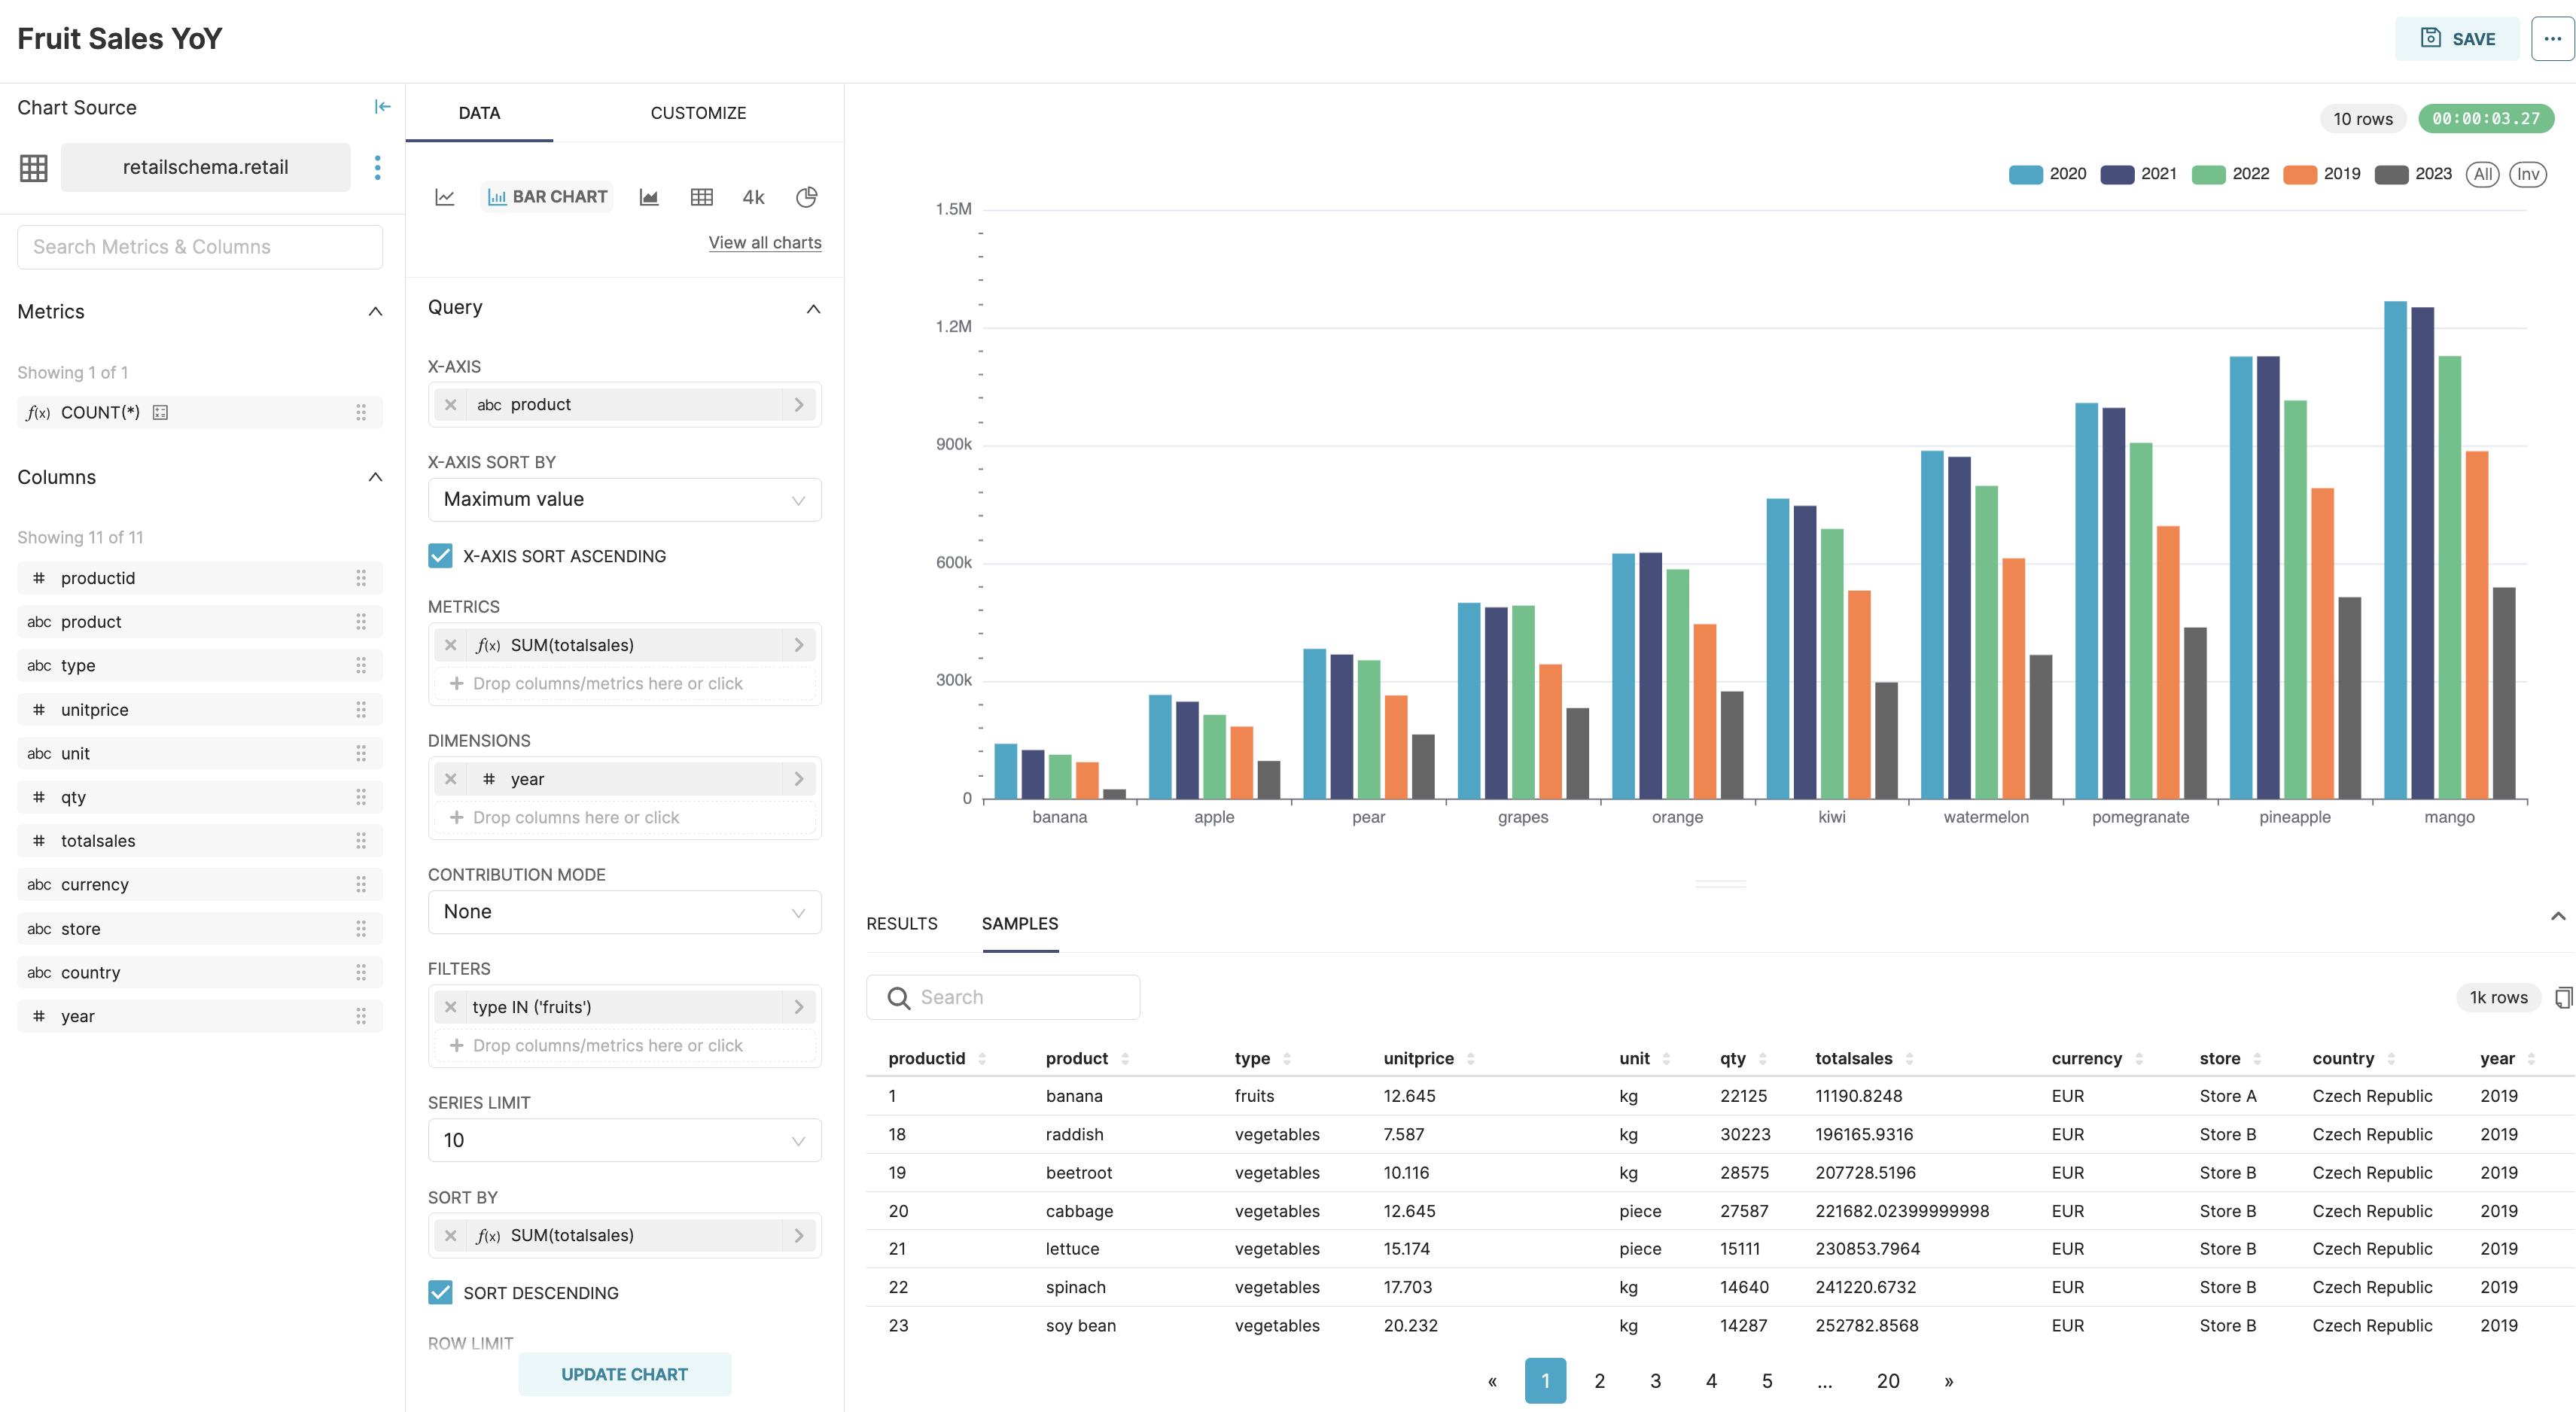 Fruit Sales YoY
SAVE
...
Chart Source
retailschema.retail
Search Metrics & Columns
Metrics
Showing 1 of 1
f(x) COUNT(*)
Columns
Showing 11 of 11
# productid
abc product
abc type
# unitprice
abc unit
# qty
# totalsales
abc currency
abc store
abc country
# year
DATA CUSTOMIZE
BAR CHART 4k
View all charts
Query
X-AXIS
abc product
X-AXIS SORT BY
Maximum value
X-AXIS SORT ASCENDING
METRICS
f(x) SUM(totalsales)
+ Drop columns/metrics here or click
DIMENSIONS
# year
+ Drop columns here or click
CONTRIBUTION MODE
None
FILTERS
type IN ('fruits')
+ Drop columns/metrics here or click
SERIES LIMIT
10
SORT BY
f(x) SUM(totalsales)
SORT DESCENDING
ROW LIMIT
UPDATE CHART
10 rows 00:00:03.27
2020 2021 2022 2019 2023 All Inv
1.5M
1.2M
900k
600k
300k
0
banana apple pear grapes orange kiwi watermelon pomegranate pineapple mango
RESULTS SAMPLES
Search
1k rows
productid product type unitprice unit qty totalsales currency store country year
1 banana fruits 12.645 kg 22125 11190.8248 EUR Store A Czech Republic 2019
18 raddish vegetables 7.587 kg 30223 196165.9316 EUR Store B Czech Republic 2019
19 beetroot vegetables 10.116 kg 28575 207728.5196 EUR Store B Czech Republic 2019
20 cabbage vegetables 12.645 piece 27587 221682.02399999998 EUR Store B Czech Republic 2019
21 lettuce vegetables 15.174 piece 15111 230853.7964 EUR Store B Czech Republic 2019
22 spinach vegetables 17.703 kg 14640 241220.6732 EUR Store B Czech Republic 2019
23 soy bean vegetables 20.232 kg 14287 252782.8568 EUR Store B Czech Republic 2019
« 1 2 3 4 5 ... 20 »